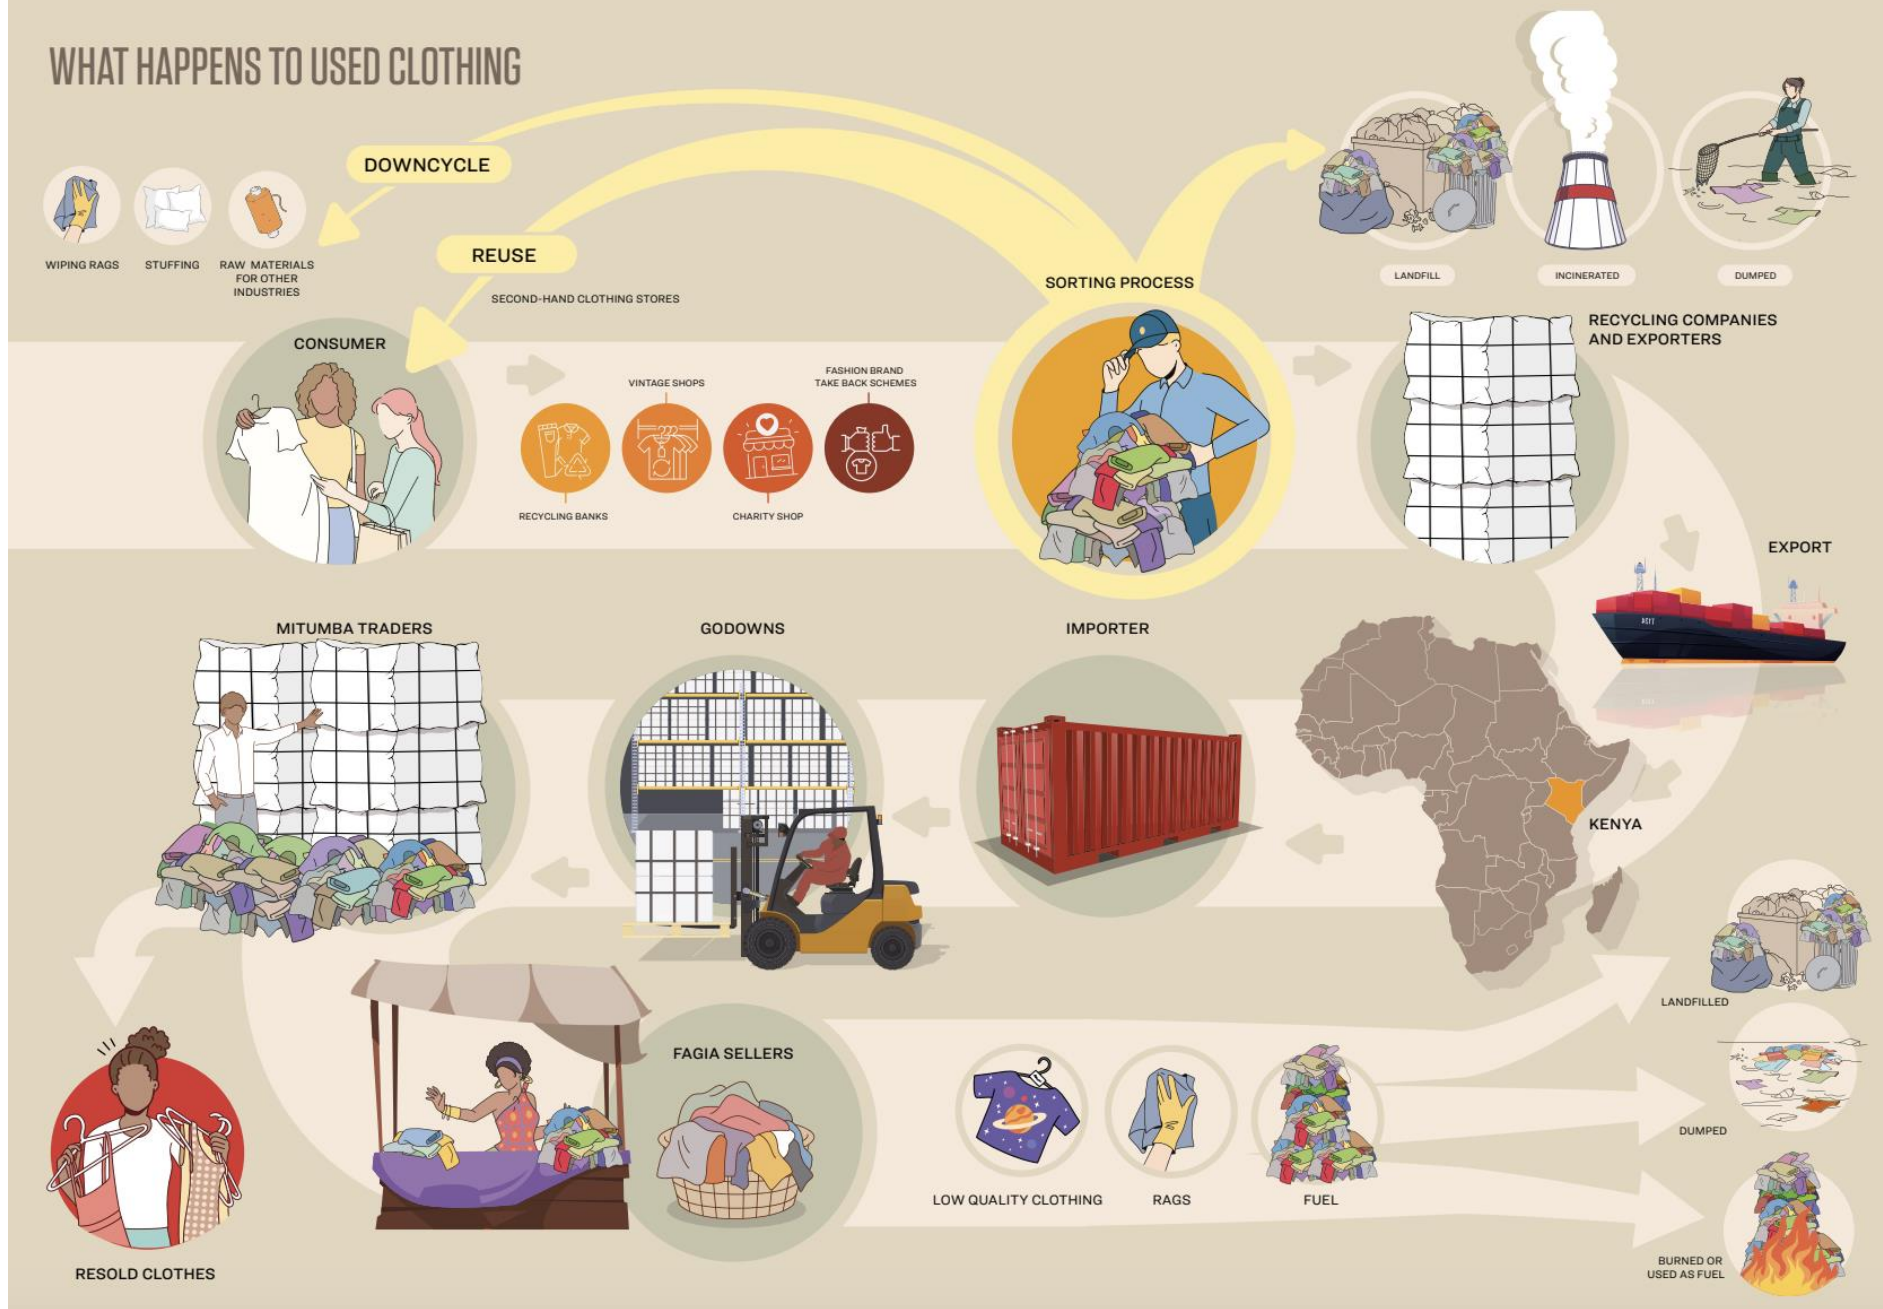 WHAT HAPPENS TO USED CLOTHING
DOWNCYCLE
WIPING RAGS
STUFFING
RAW MATERIALS
FOR OTHER
INDUSTRIES
REUSE
SECOND-HAND CLOTHING STORES
SORTING PROCESS
LANDFILL
INCINERATED
DUMPED
CONSUMER
RECYCLING BANKS
VINTAGE SHOPS
CHARITY SHOP
FASHION BRAND
TAKE BACK SCHEMES
RECYCLING COMPANIES
AND EXPORTERS
EXPORT
KENYA
IMPORTER
GODOWNS
MITUMBA TRADERS
RESOLD CLOTHES
FAGIA SELLERS
LOW QUALITY CLOTHING
RAGS
FUEL
LANDFILLED
DUMPED
BURNED OR
USED AS FUEL